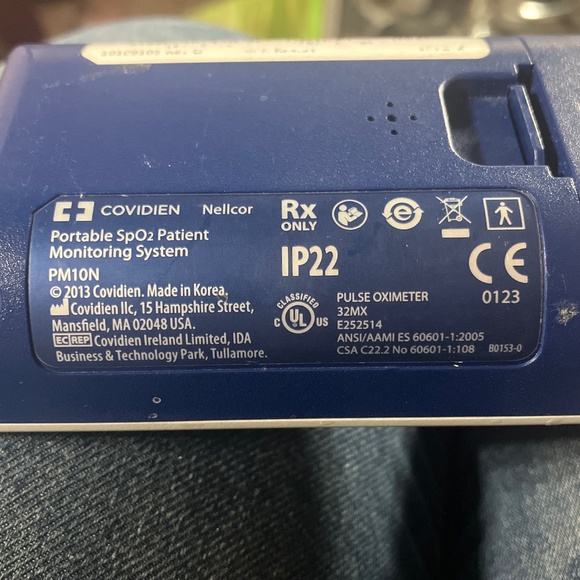 COVIDIEN Nellcor
Portable SpO2 Patient
Monitoring System
PM10N
© 2013 Covidien. Made in Korea.
Covidien llc, 15 Hampshire Street,
Mansfield, MA 02048 USA.
EC REP Covidien Ireland Limited, IDA
Business & Technology Park, Tullamore.
Rx
ONLY
IP22
CE
0123
CLASSIFIED
C UL US
PULSE OXIMETER
32MX
E252514
ANSI/AAMI ES 60601-1:2005
CSA C22.2 No 60601-1:108 B0153-0